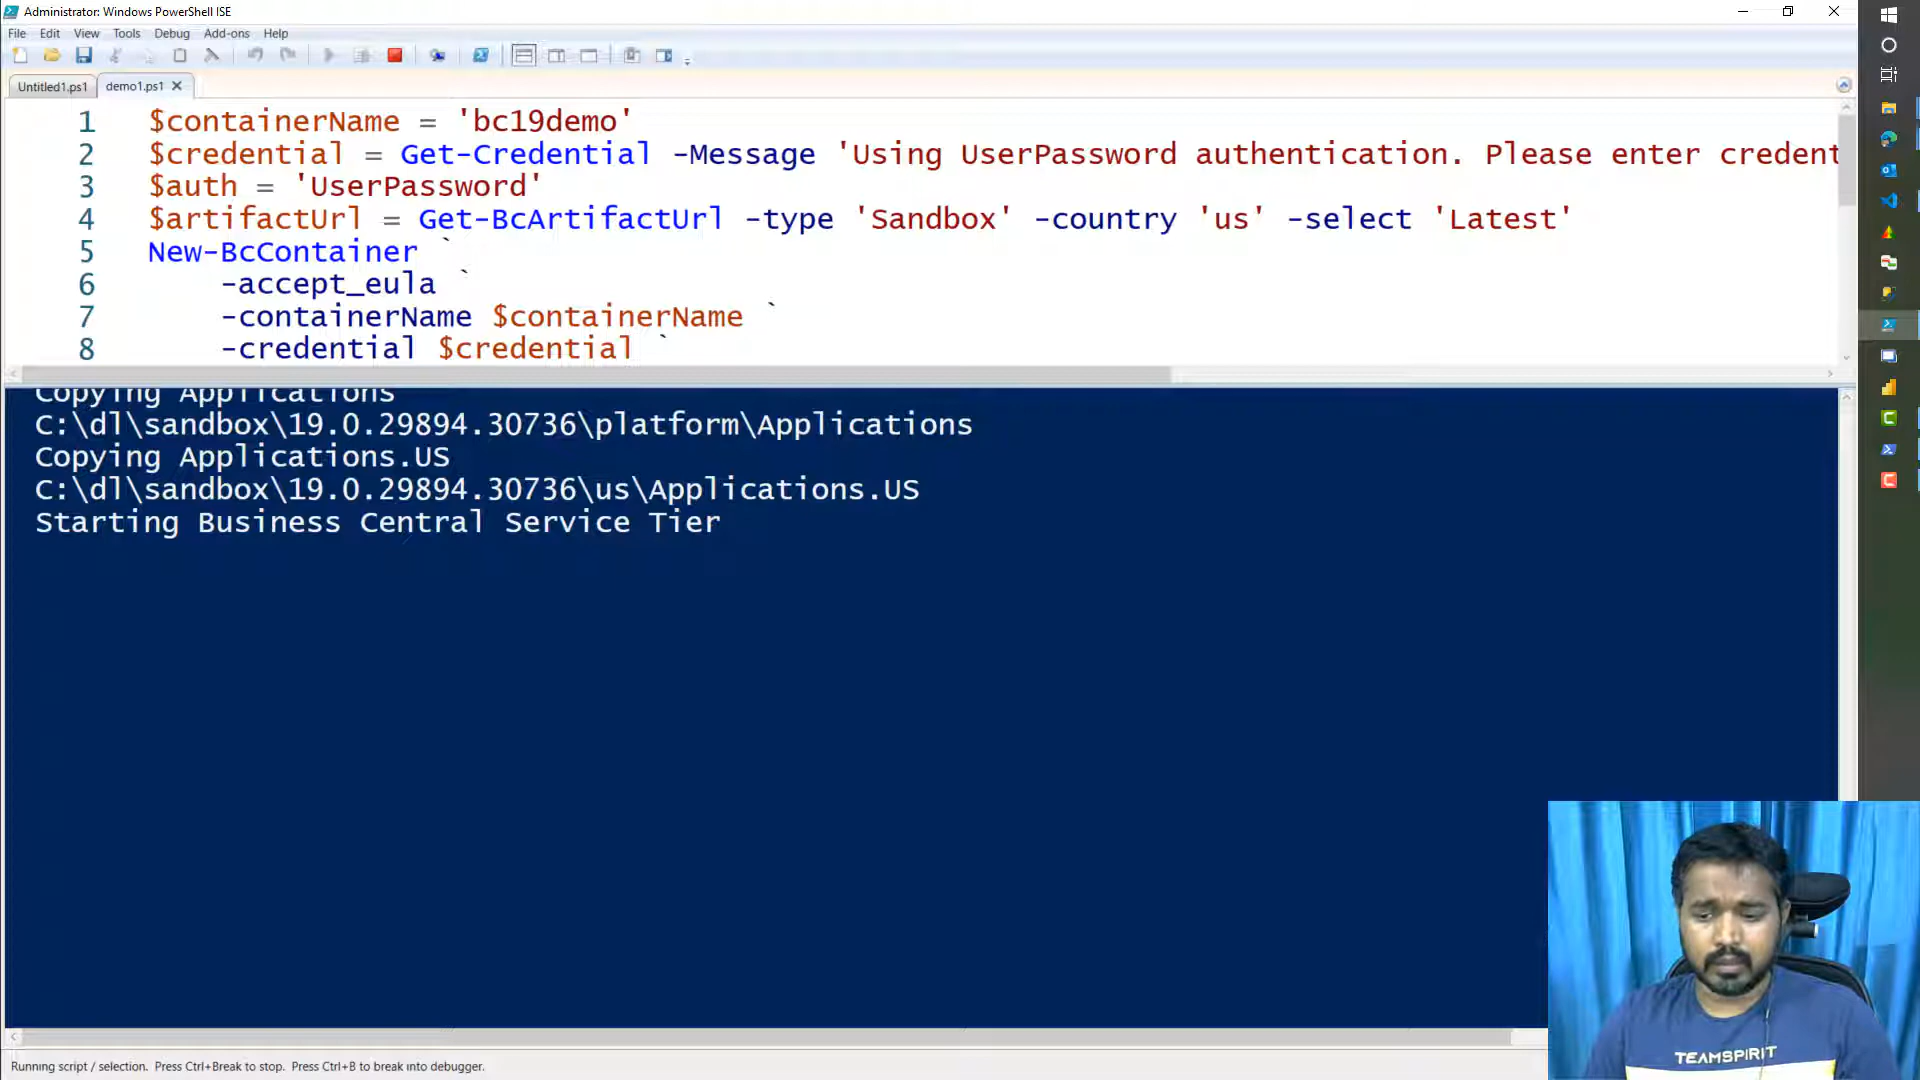 Administrator: Windows PowerShell ISE
File Edit View Tools Debug Add-ons Help
Untitled1.ps1 demo1.ps1
1 $containerName = 'bc19demo'
2 $credential = Get-Credential -Message 'Using UserPassword authentication. Please enter credent
3 $auth = 'UserPassword'
4 $artifactUrl = Get-BcArtifactUrl -type 'Sandbox' -country 'us' -select 'Latest'
5 New-BcContainer `
6 -accept_eula `
7 -containerName $containerName `
8 -credential $credential `
Copying Applications
C:\dl\sandbox\19.0.29894.30736\platform\Applications
Copying Applications.US
C:\dl\sandbox\19.0.29894.30736\us\Applications.US
Starting Business Central Service Tier
TEAMSPIRIT
Running script / selection. Press Ctrl+Break to stop. Press Ctrl+B to break into debugger.